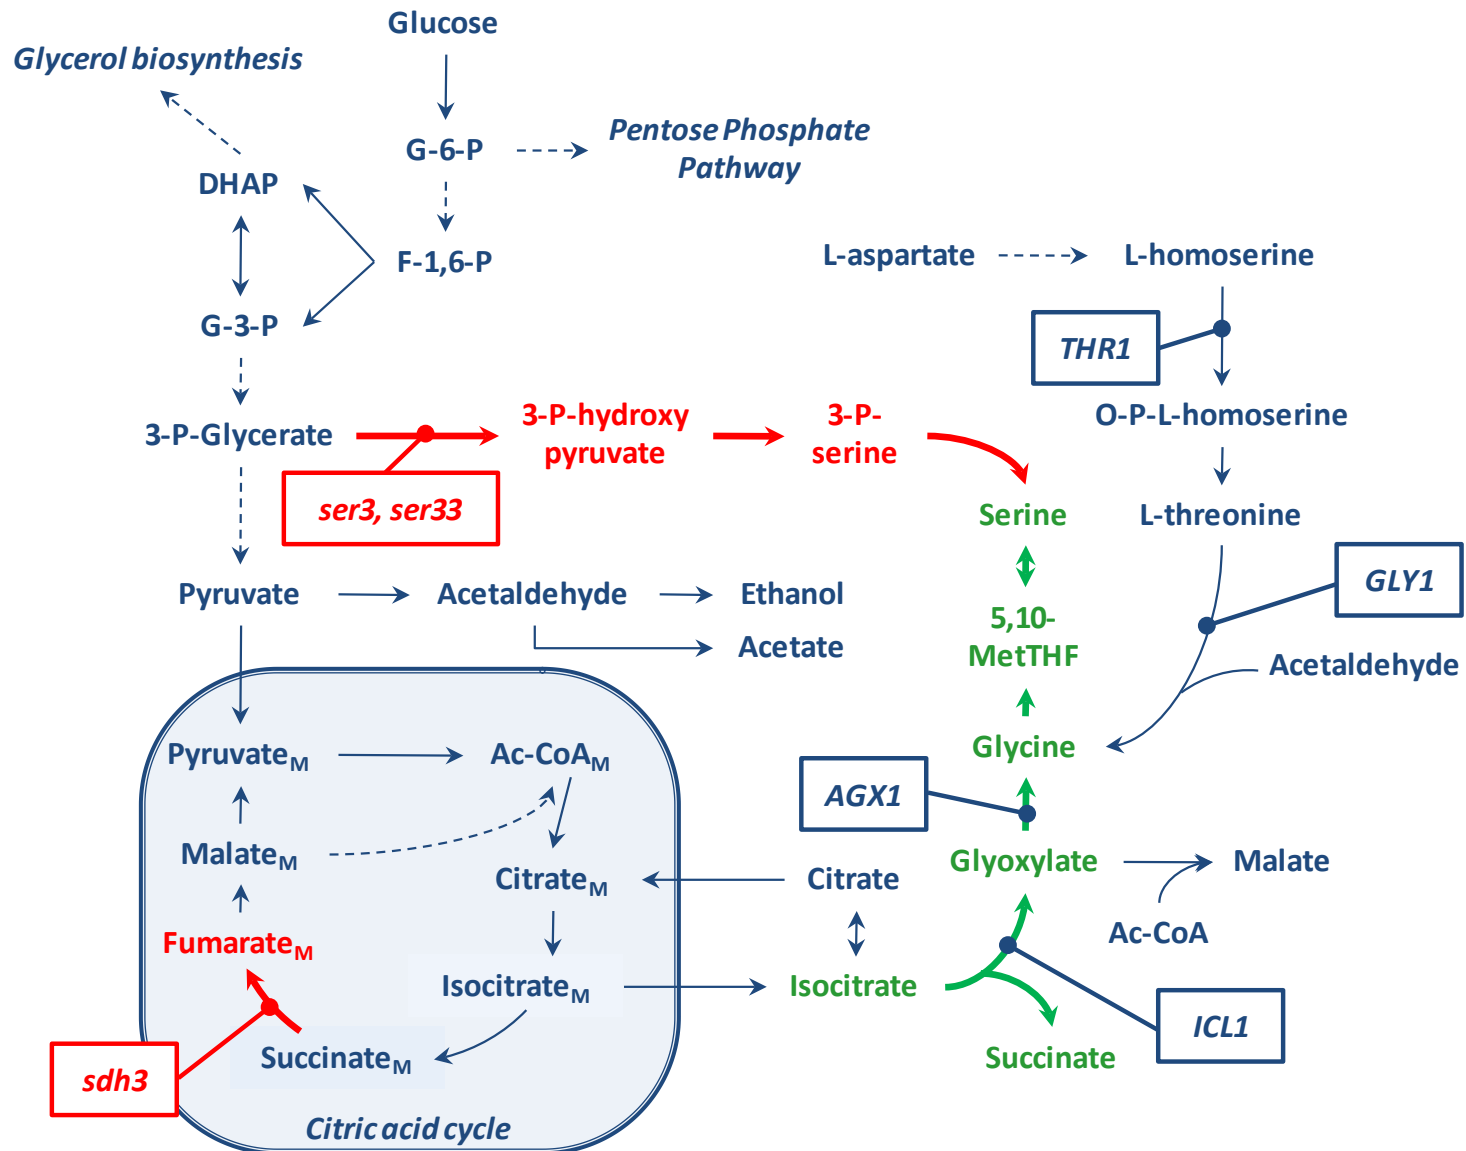 Glucose
Glycerol biosynthesis
G-6-P
Pentose Phosphate
Pathway
DHAP
F-1,6-P
L-aspartate
L-homoserine
G-3-P
THR1
3-P-Glycerate
3-P-hydroxy
pyruvate
3-P-
serine
O-P-L-homoserine
ser3, ser33
Serine
L-threonine
Pyruvate
Acetaldehyde
Ethanol
GLY1
5,10-
MetTHF
Acetate
Acetaldehyde
PyruvateM
Ac-CoAM
Glycine
AGX1
MalateM
CitrateM
Citrate
Glyoxylate
Malate
FumarateM
Ac-CoA
IsocitrateM
Isocitrate
ICL1
SuccinateM
Succinate
sdh3
Citric acid cycle